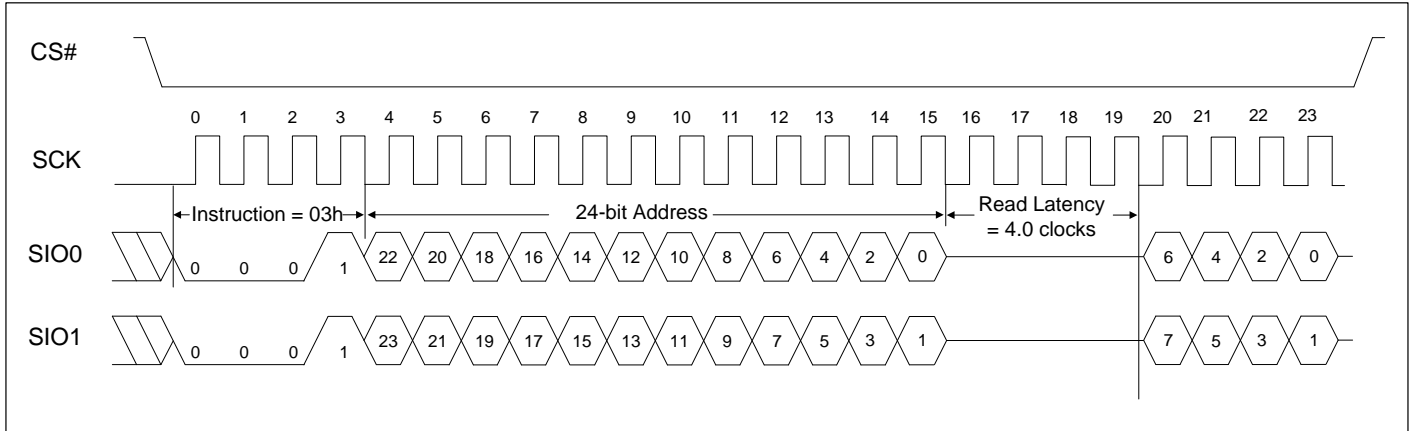 CS#
0 1 2 3 4 5 6 7 8 9 10 11 12 13 14 15 16 17 18 19 20 21 22 23
SCK
Instruction = 03h
24-bit Address
Read Latency
= 4.0 clocks
SIO0
0 0 0 1 22 20 18 16 14 12 10 8 6 4 2 0 6 4 2 0
SIO1
0 0 0 1 23 21 19 17 15 13 11 9 7 5 3 1 7 5 3 1